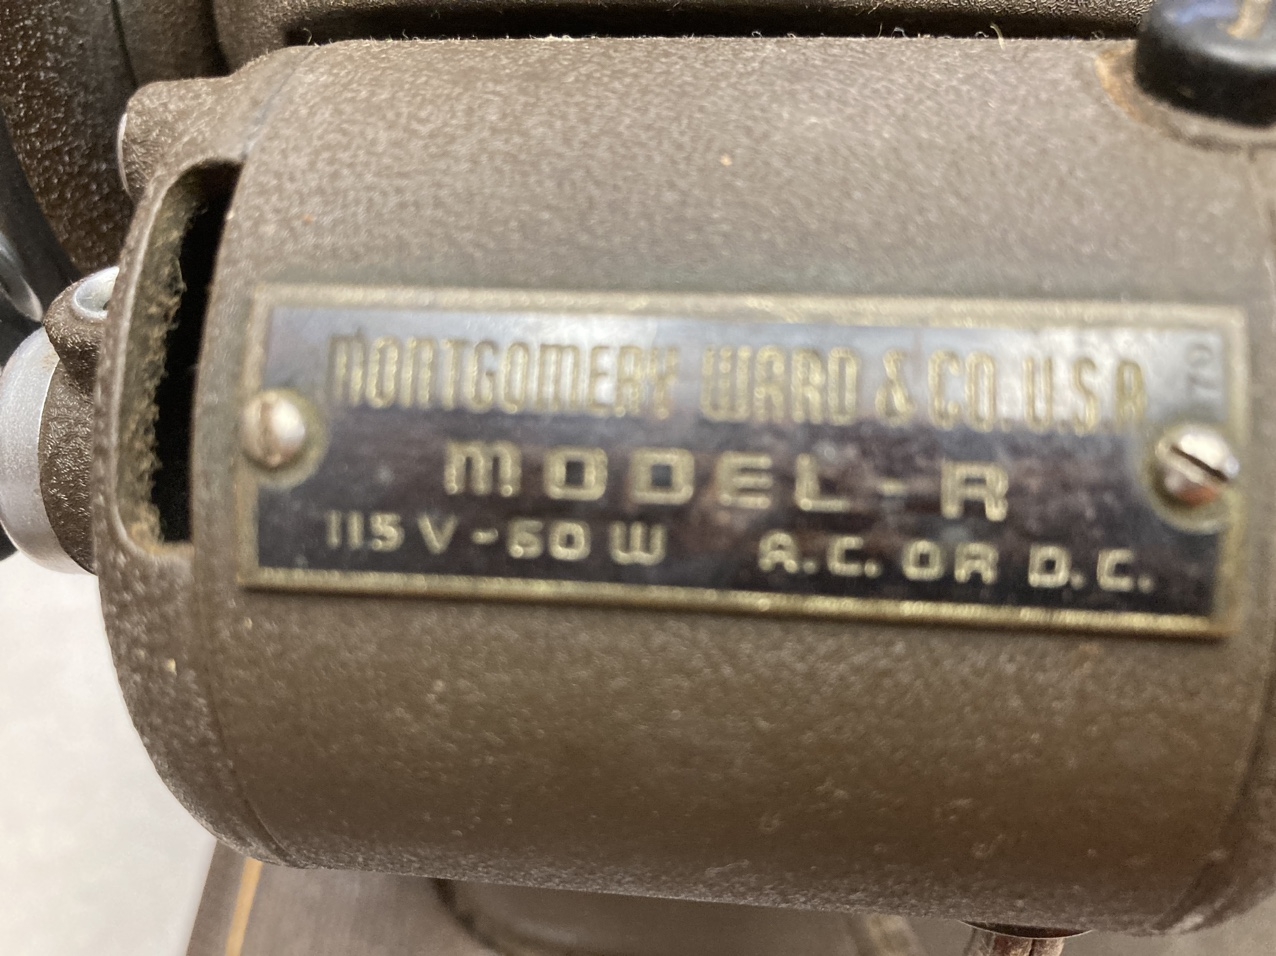 MONTGOMERY WARD & CO. U.S.A
MODEL-R
115 V - 60 W A.C. OR D.C.